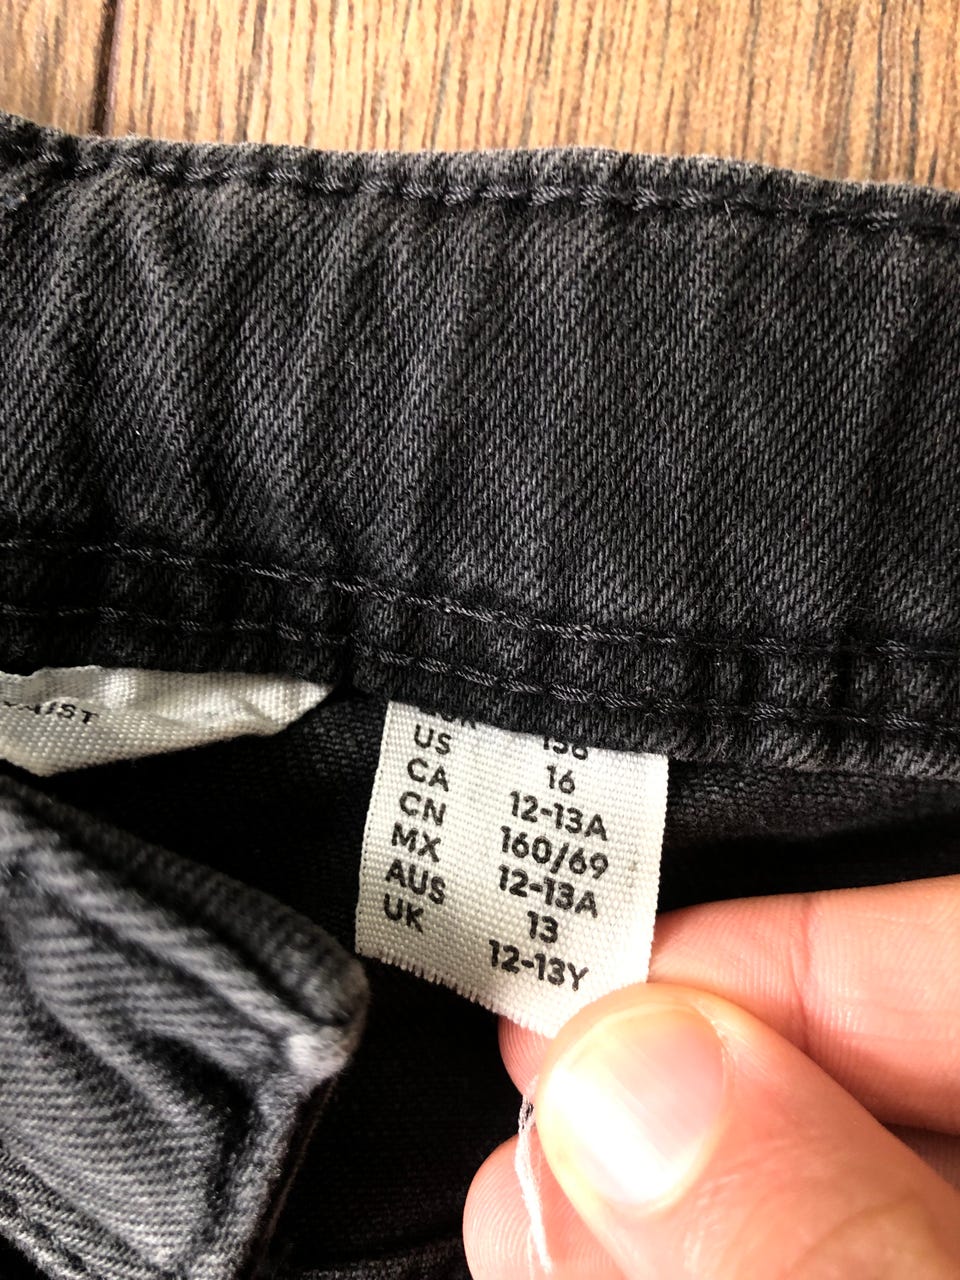 US 16
CA 12-13A
CN 160/69
MX 12-13A
AUS 13
UK 12-13Y